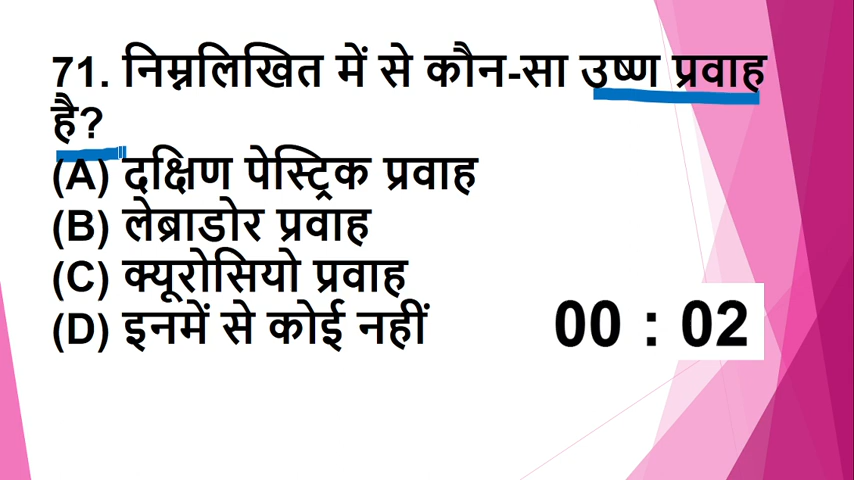 71. निम्नलिखित में से कौन-सा उष्ण प्रवाह
है?
(A) दक्षिण पेस्ट्रिक प्रवाह
(B) लेब्राडोर प्रवाह
(C) क्यूरोसियो प्रवाह
(D) इनमें से कोई नहीं
00 : 02